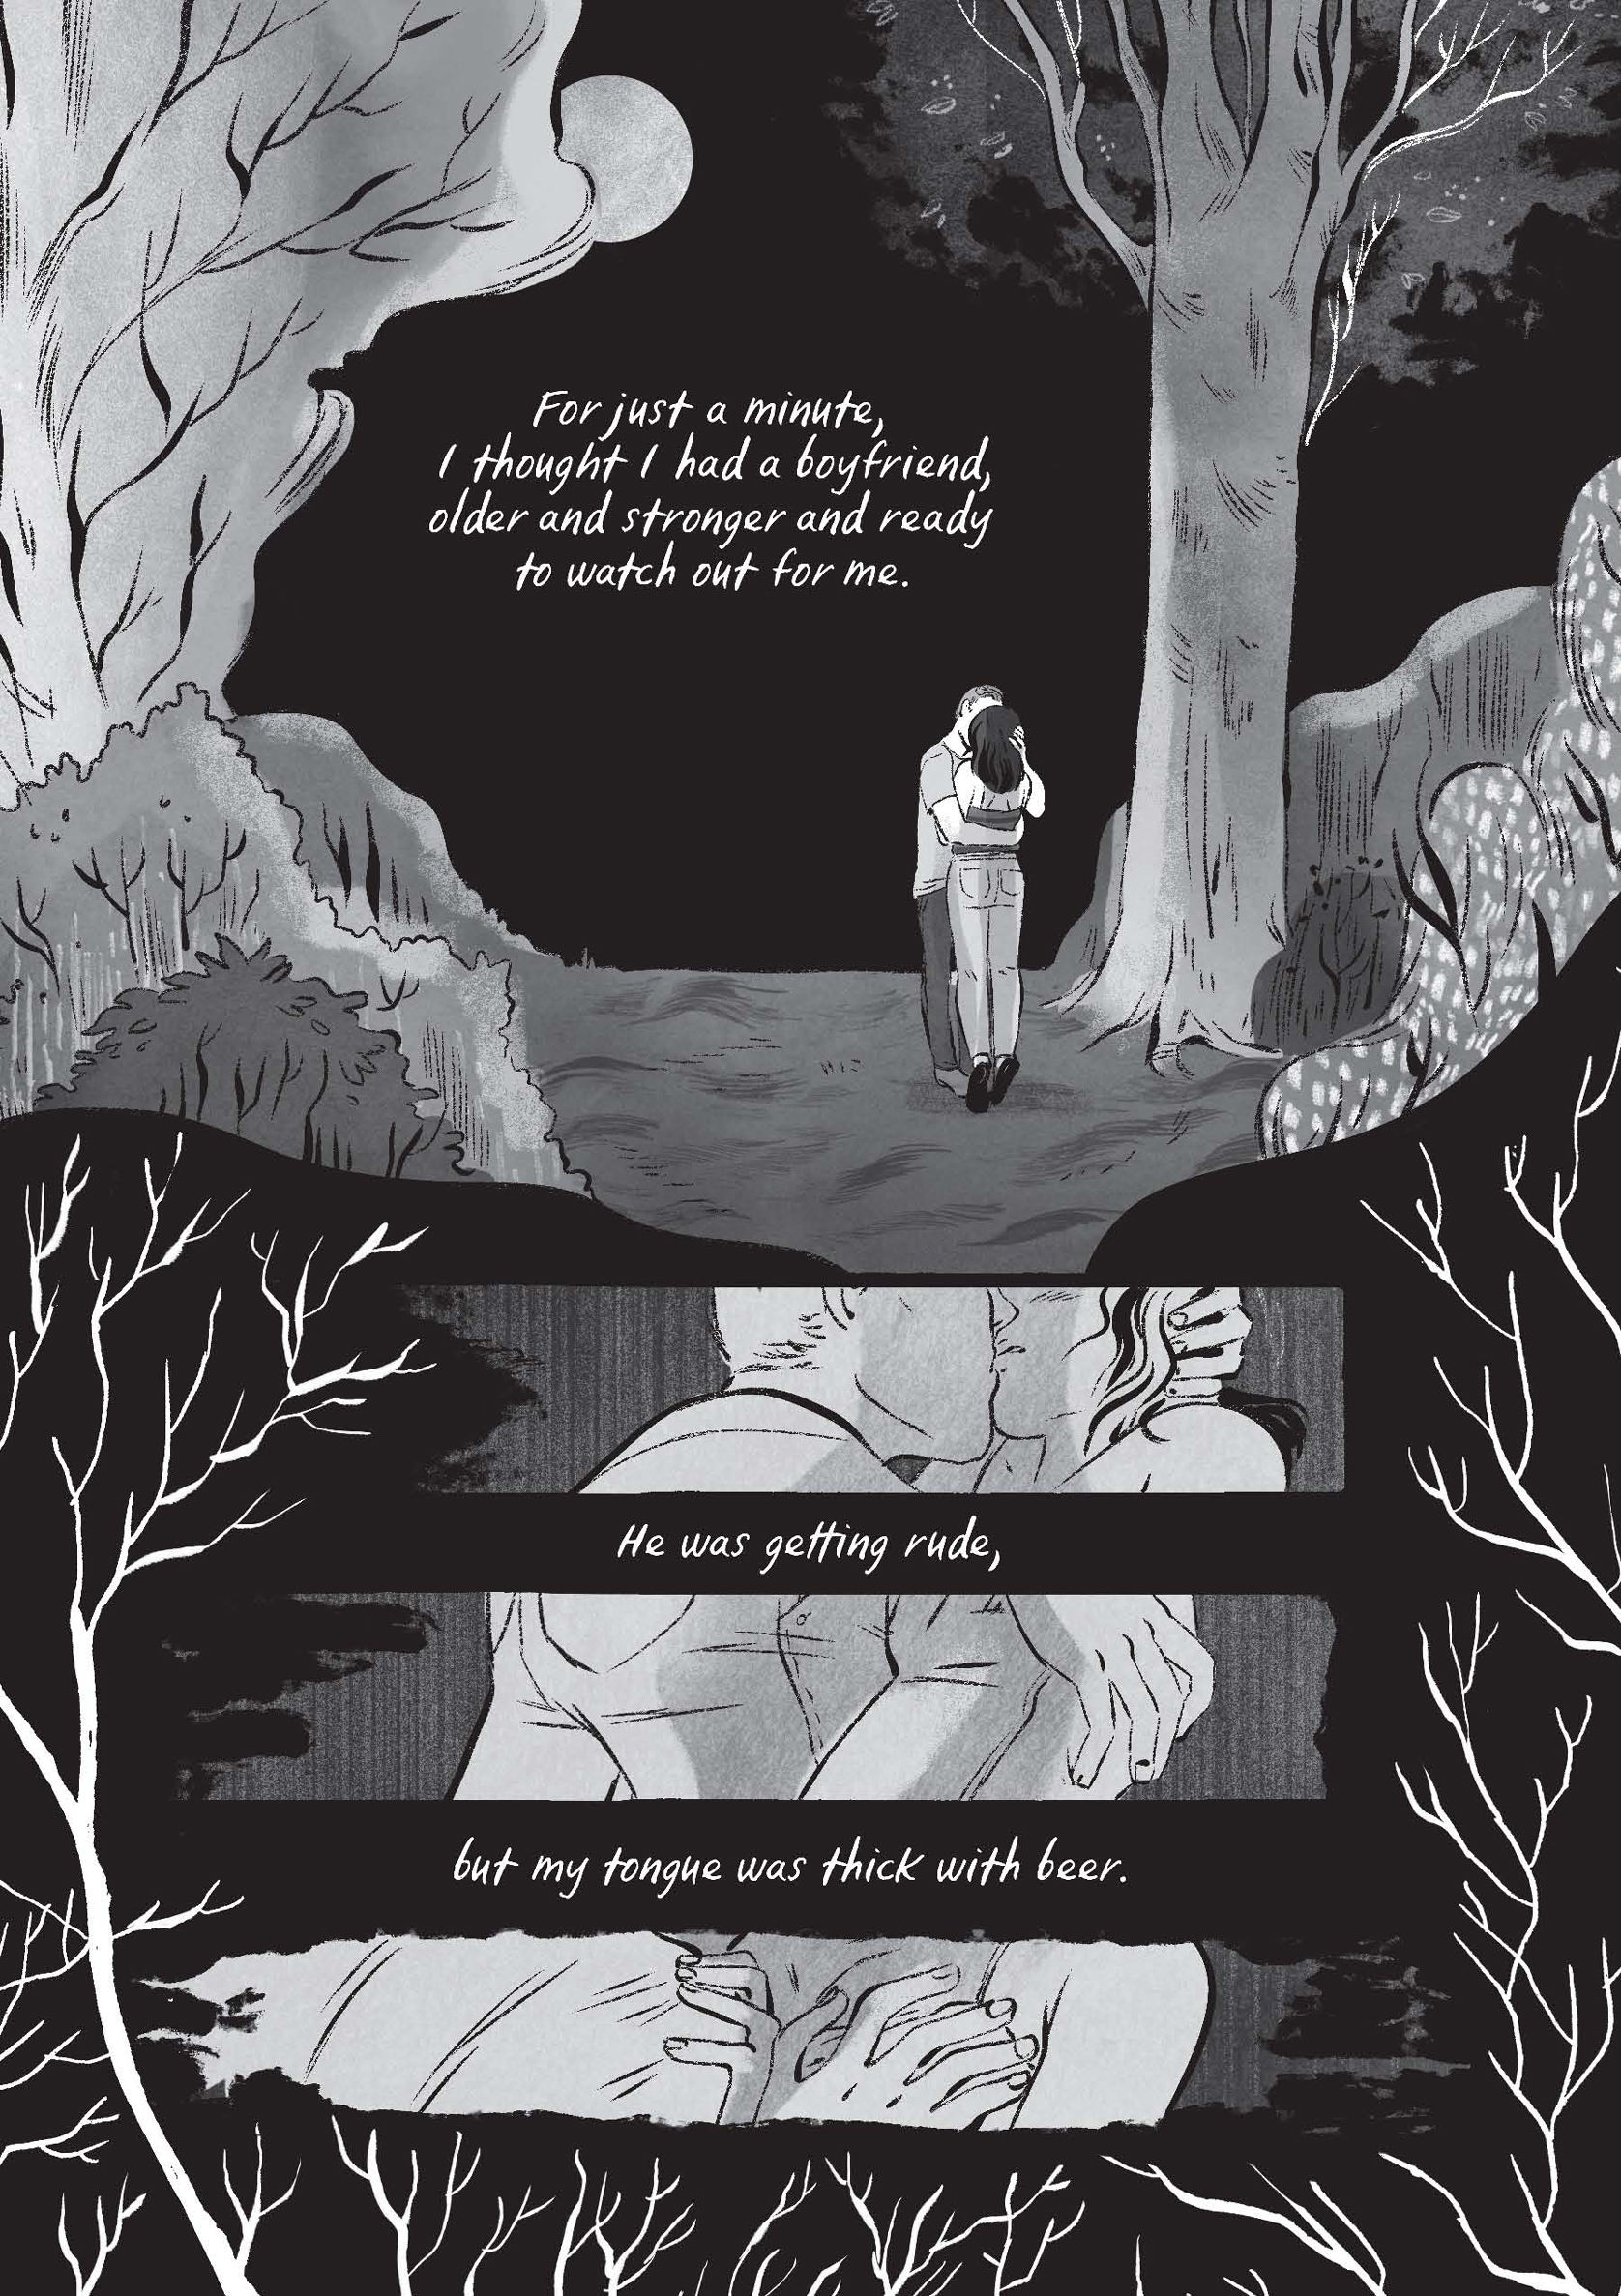 For just a minute,
I thought I had a boyfriend,
older and stronger and ready
to watch out for me.
He was getting rude,
but my tongue was thick with beer.